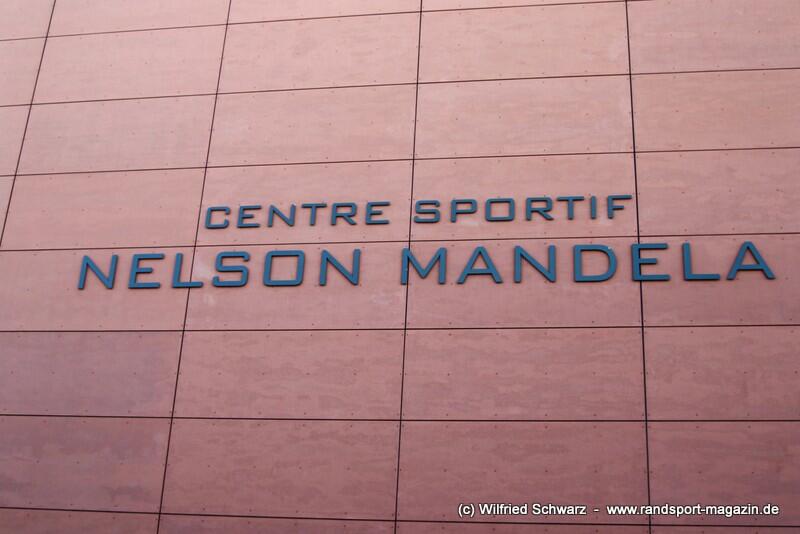 CENTRE SPORTIF
NELSON MANDELA
(c) Wilfried Schwarz - www.randsport-magazin.de